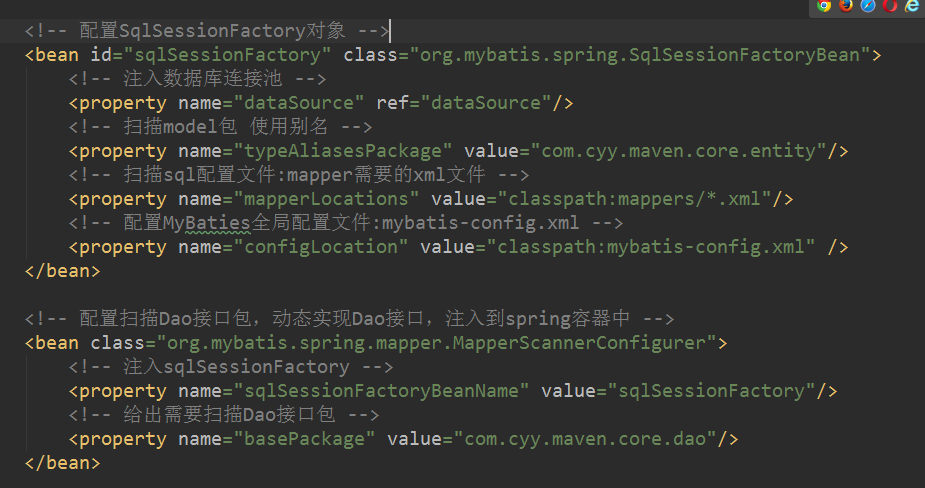 <!-- 配置SqlSessionFactory对象 -->
<bean id="sqlSessionFactory" class="org.mybatis.spring.SqlSessionFactoryBean">
<!-- 注入数据库连接池 -->
<property name="dataSource" ref="dataSource"/>
<!-- 扫描model包 使用别名 -->
<property name="typeAliasesPackage" value="com.cyy.maven.core.entity"/>
<!-- 扫描sql配置文件:mapper需要的xml文件 -->
<property name="mapperLocations" value="classpath:mappers/*.xml"/>
<!-- 配置MyBaties全局配置文件:mybatis-config.xml -->
<property name="configLocation" value="classpath:mybatis-config.xml" />
</bean>
<!-- 配置扫描Dao接口包，动态实现Dao接口，注入到spring容器中 -->
<bean class="org.mybatis.spring.mapper.MapperScannerConfigurer">
<!-- 注入sqlSessionFactory -->
<property name="sqlSessionFactoryBeanName" value="sqlSessionFactory"/>
<!-- 给出需要扫描Dao接口包 -->
<property name="basePackage" value="com.cyy.maven.core.dao"/>
</bean>